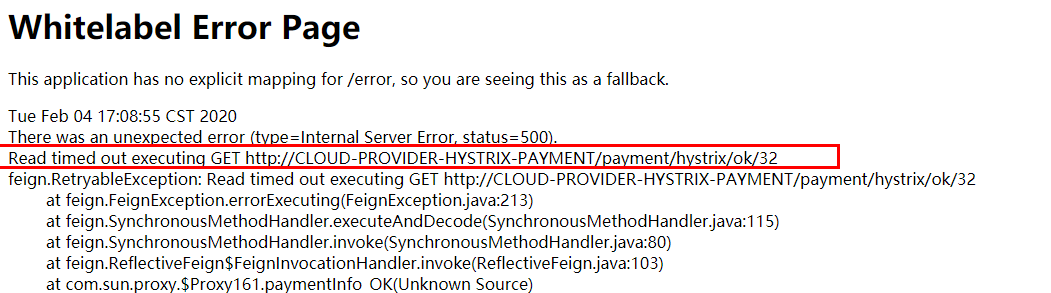 Whitelabel Error Page
This application has no explicit mapping for /error, so you are seeing this as a fallback.
Tue Feb 04 17:08:55 CST 2020
There was an unexpected error (type=Internal Server Error, status=500).
Read timed out executing GET http://CLOUD-PROVIDER-HYSTRIX-PAYMENT/payment/hystrix/ok/32
feign.RetryableException: Read timed out executing GET http://CLOUD-PROVIDER-HYSTRIX-PAYMENT/payment/hystrix/ok/32
at feign.FeignException.errorExecuting(FeignException.java:213)
at feign.SynchronousMethodHandler.executeAndDecode(SynchronousMethodHandler.java:115)
at feign.SynchronousMethodHandler.invoke(SynchronousMethodHandler.java:80)
at feign.ReflectiveFeign$FeignInvocationHandler.invoke(ReflectiveFeign.java:103)
at com.sun.proxy.$Proxy161.paymentInfo_OK(Unknown Source)